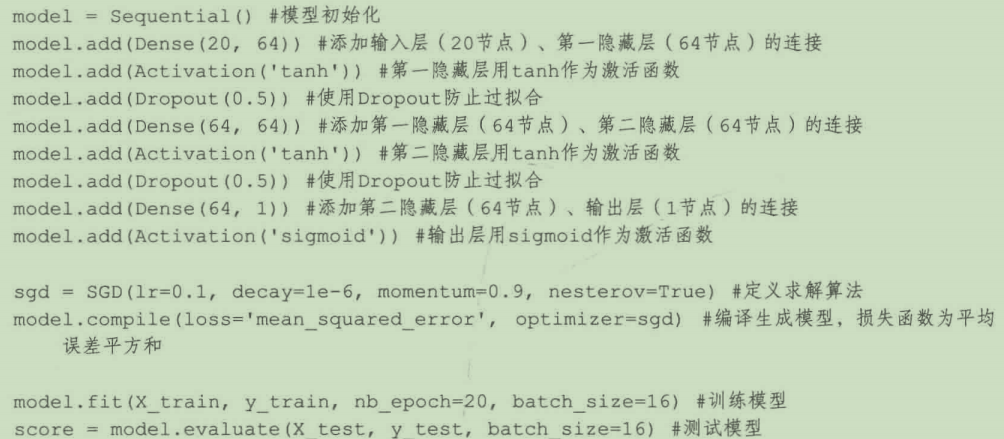 model = Sequential() #模型初始化
model.add(Dense(20, 64)) #添加输入层（20节点）、第一隐藏层（64节点）的连接
model.add(Activation('tanh')) #第一隐藏层用tanh作为激活函数
model.add(Dropout(0.5)) #使用Dropout防止过拟合
model.add(Dense(64, 64)) #添加第一隐藏层（64节点）、第二隐藏层（64节点）的连接
model.add(Activation('tanh')) #第二隐藏层用tanh作为激活函数
model.add(Dropout(0.5)) #使用Dropout防止过拟合
model.add(Dense(64, 1)) #添加第二隐藏层（64节点）、输出层（1节点）的连接
model.add(Activation('sigmoid')) #输出层用sigmoid作为激活函数
sgd = SGD(lr=0.1, decay=1e-6, momentum=0.9, nesterov=True) #定义求解算法
model.compile(loss='mean_squared_error', optimizer=sgd) #编译生成模型，损失函数为平均
误差平方和
model.fit(X_train, y_train, nb_epoch=20, batch_size=16) #训练模型
score = model.evaluate(X_test, y_test, batch_size=16) #测试模型